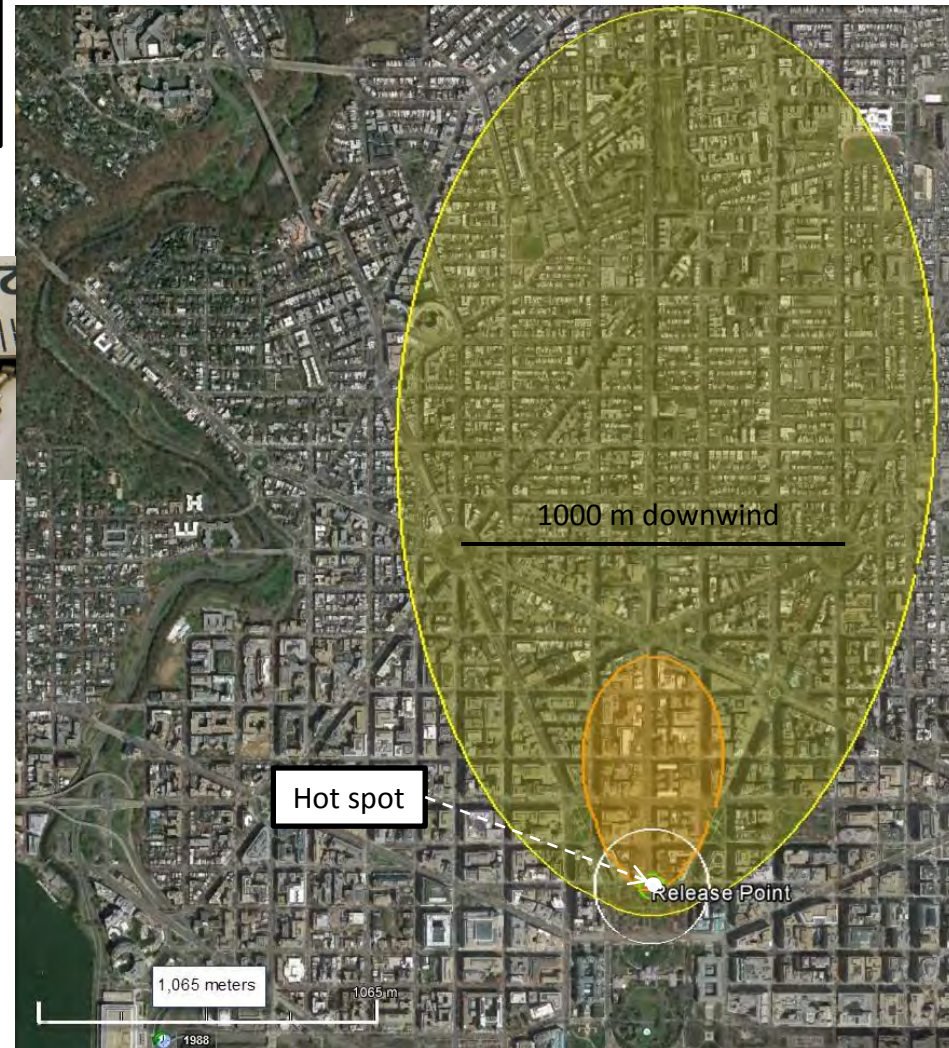 1000 m downwind
Hot spot
Release Point
1,065 meters
1065 m
1988